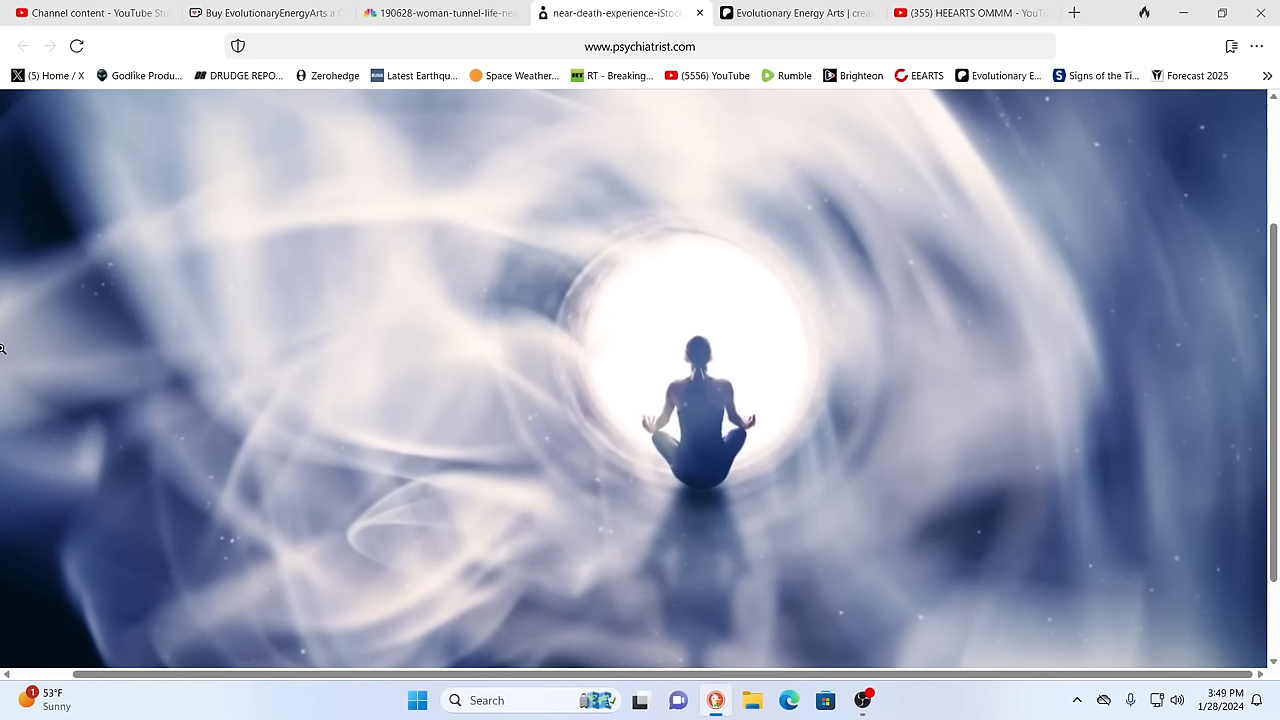 Channel content - YouTube Stu
Buy EvolutionaryEnergyArts a C
190628-woman-tunnel-life-nea
near-death-experience-iStock
Evolutionary Energy Arts | crea
(355) HEEARTS OMMM - YouTu
www.psychiatrist.com
(5) Home / X
Godlike Produ...
DRUDGE REPO...
Zerohedge
Latest Earthqu...
Space Weather...
RT - Breaking...
(5556) YouTube
Rumble
Brighteon
EEARTS
Evolutionary E...
Signs of the Ti...
Forecast 2025
1
53°F
Sunny
Search
3:49 PM
1/28/2024